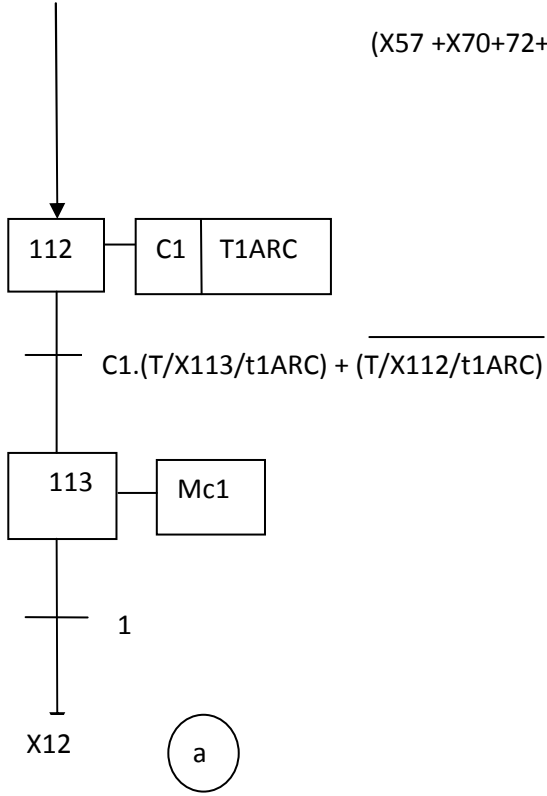 (X57 +X70+72+
112 C1 T1ARC
C1.(T/X113/t1ARC) + (T/X112/t1ARC)
113 Mc1
1
X12
a